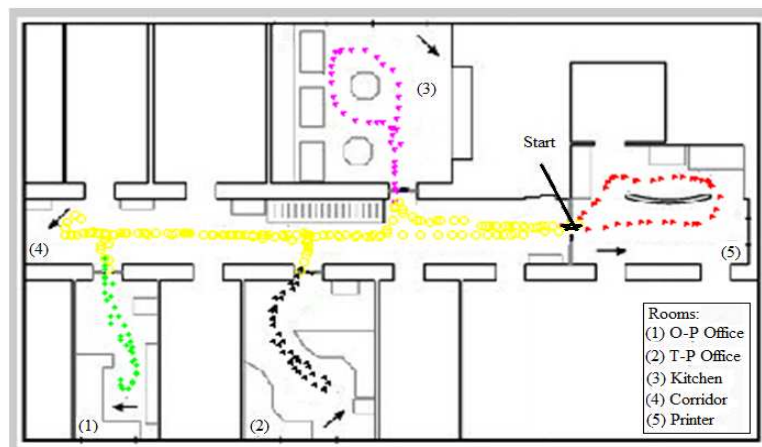 (3)
Start
(4)
(5)
(1)
(2)
Rooms:
(1) O-P Office
(2) T-P Office
(3) Kitchen
(4) Corridor
(5) Printer